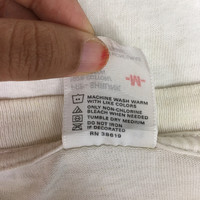 -M-
MACHINE WASH WARM
WITH LIKE COLORS
ONLY NON-CHLORINE
BLEACH WHEN NEEDED
TUMBLE DRY MEDIUM
DO NOT IRON
IF DECORATED
RN 38619